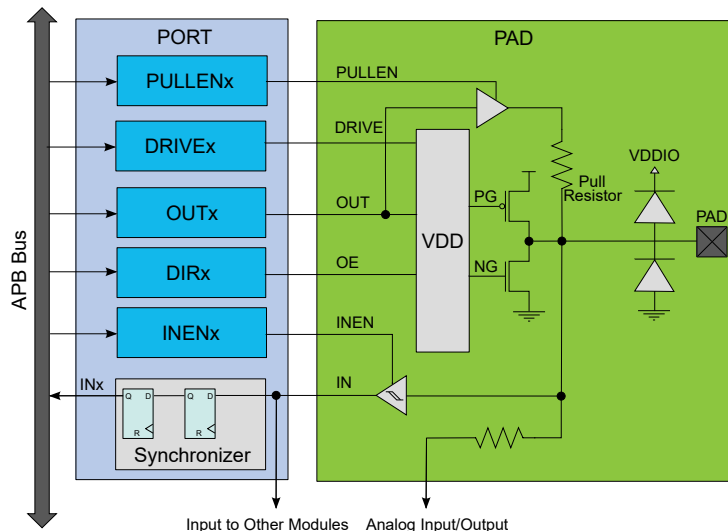 PORT
PAD
APB Bus
PULLENx
PULLEN
DRIVEx
DRIVE
VDDIO
Pull
Resistor
OUTx
OUT
PG
PAD
VDD
DIRx
OE
NG
INENx
INEN
INx
IN
Q D
R
Q D
R
Synchronizer
Input to Other Modules
Analog Input/Output